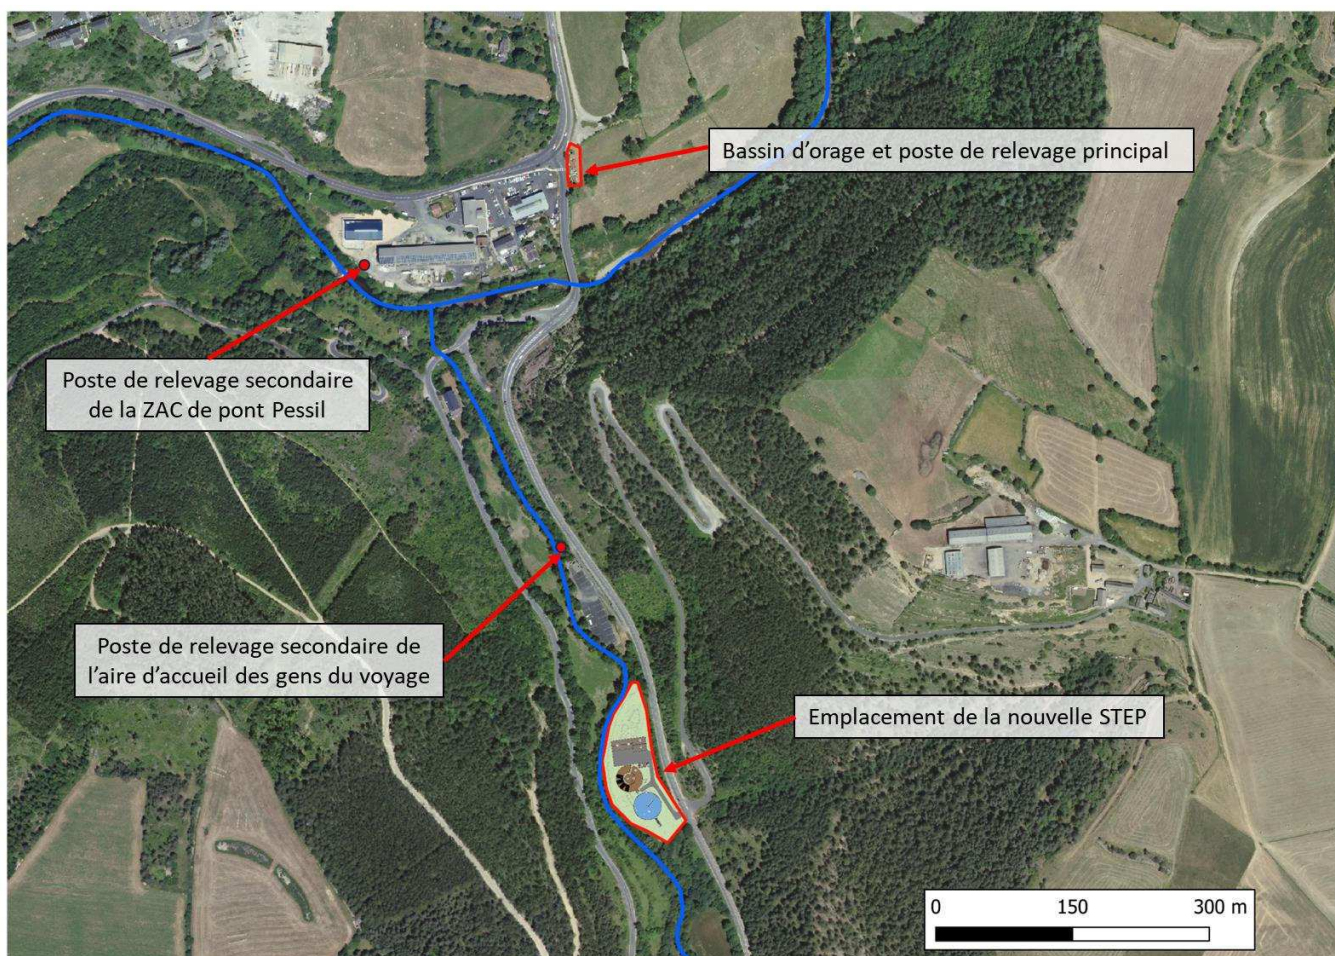 Bassin d'orage et poste de relevage principal
Poste de relevage secondaire
de la ZAC de pont Pessil
Poste de relevage secondaire de
l'aire d'accueil des gens du voyage
Emplacement de la nouvelle STEP
0 150 300 m